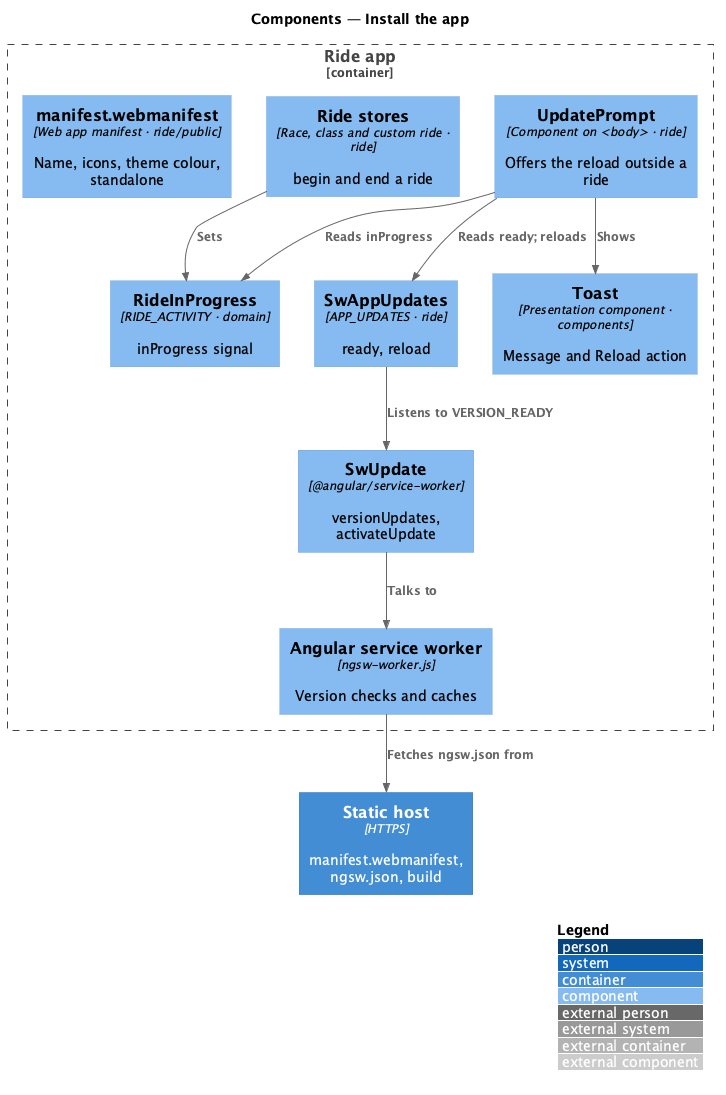 Components — Install the app
Ride app
[container]
manifest.webmanifest
[Web app manifest · ride/public]
Name, icons, theme colour,
standalone
Ride stores
[Race, class and custom ride ·
ride]
begin and end a ride
UpdatePrompt
[Component on <body> · ride]
Offers the reload outside a
ride
Sets
Reads inProgress
Reads ready; reloads
Shows
RideInProgress
[RIDE_ACTIVITY · domain]
inProgress signal
SwAppUpdates
[APP_UPDATES · ride]
ready, reload
Toast
[Presentation component ·
components]
Message and Reload action
Listens to VERSION_READY
SwUpdate
[@angular/service-worker]
versionUpdates,
activateUpdate
Talks to
Angular service worker
[ngsw-worker.js]
Version checks and caches
Fetches ngsw.json from
Static host
[HTTPS]
manifest.webmanifest,
ngsw.json, build
Legend
person
system
container
component
external person
external system
external container
external component